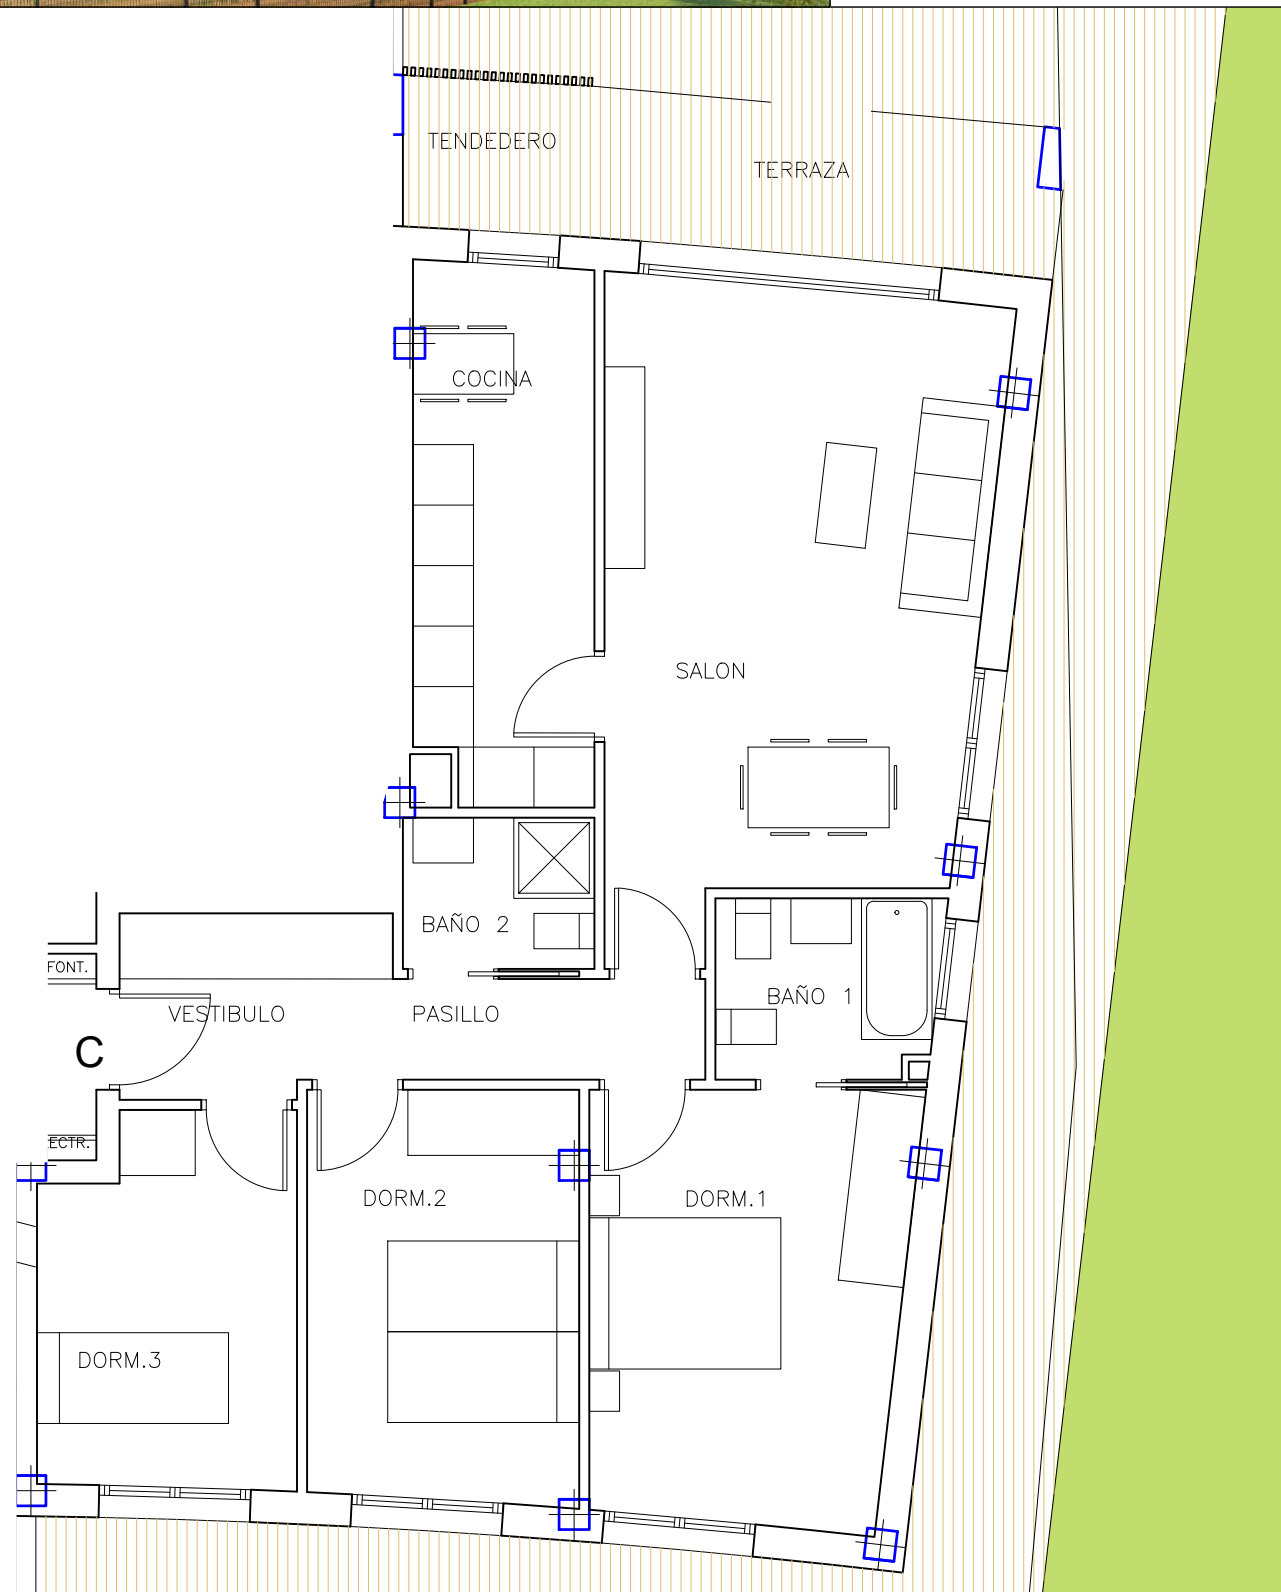 TENDEDERO
TERRAZA
COCINA
SALON
BAÑO 2
FONT.
BAÑO 1
VESTIBULO
PASILLO
C
ECTR.
DORM.2
DORM.1
DORM.3